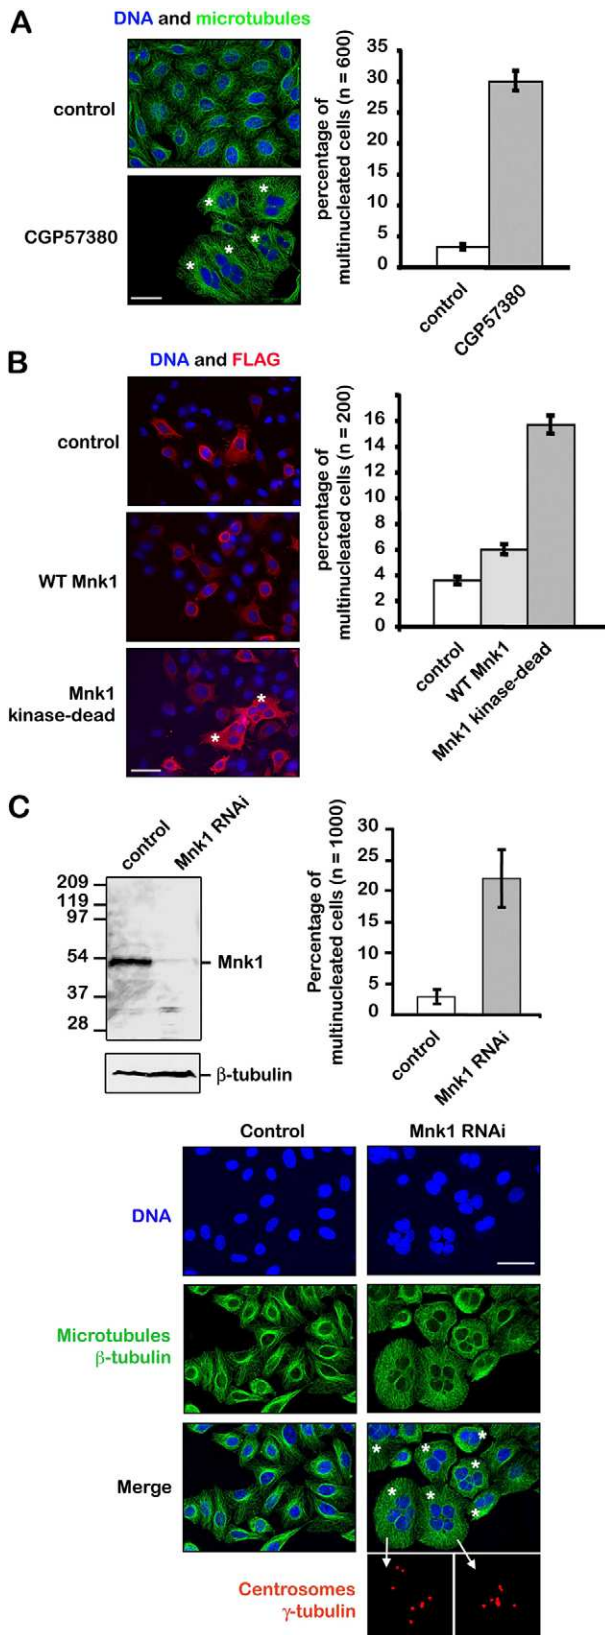 A
DNA and microtubules
control
CGP57380
percentage of
multinucleated cells (n = 600)
35
30
25
20
15
10
5
0
control
CGP57380
B
DNA and FLAG
control
WT Mnk1
Mnk1
kinase-dead
percentage of
multinucleated cells (n = 200)
16
14
12
10
8
6
4
2
0
control
WT Mnk1
Mnk1 kinase-dead
C
control
Mnk1 RNAi
209
119
97
54
37
28
Mnk1
β-tubulin
Percentage of
multinucleated cells (n = 1000)
30
25
20
15
10
5
0
control
Mnk1 RNAi
Control
Mnk1 RNAi
DNA
Microtubules
β-tubulin
Merge
Centrosomes
γ-tubulin